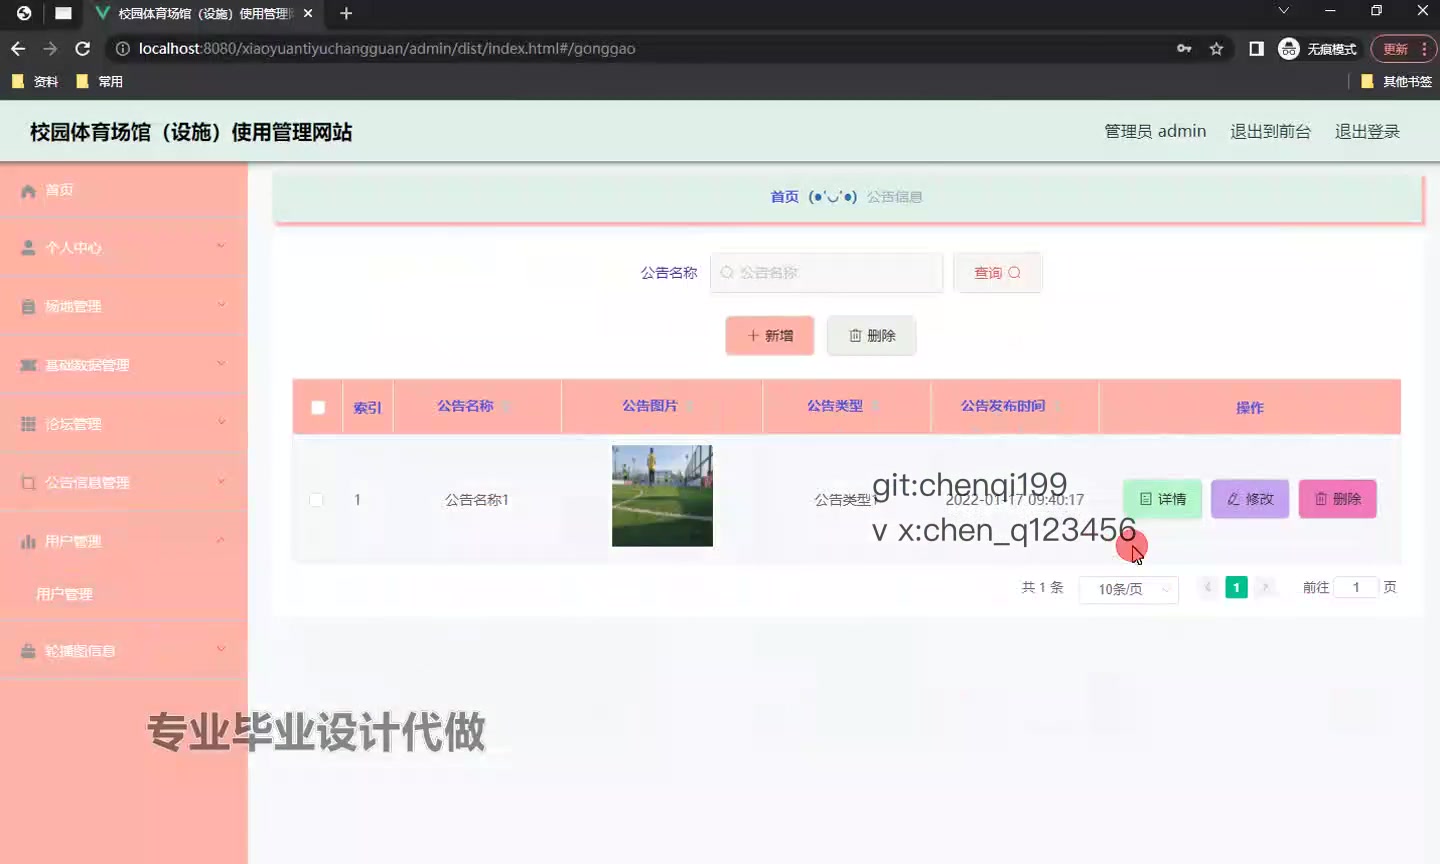 校园体育场馆（设施）使用管理
localhost:8080/xiaoyuantiyuchangguan/admin/dist/index.html#/gonggao
无痕模式
更新
资料
常用
其他书签
校园体育场馆（设施）使用管理网站
管理员 admin
退出到前台
退出登录
首页
个人中心
场地管理
基础数据管理
论坛管理
公告信息管理
用户管理
用户管理
轮播图信息
首页 (●'◡'●) 公告信息
公告名称
公告名称
查询
新增
删除
索引 公告名称 公告图片 公告类型 公告发布时间 操作
1 公告名称1 公告类型1 2022-01-17 09:40:17 详情 修改 删除
git:chenqi199
v x:chen_q123456
共 1 条 10条/页 1 前往 1 页
专业毕业设计代做